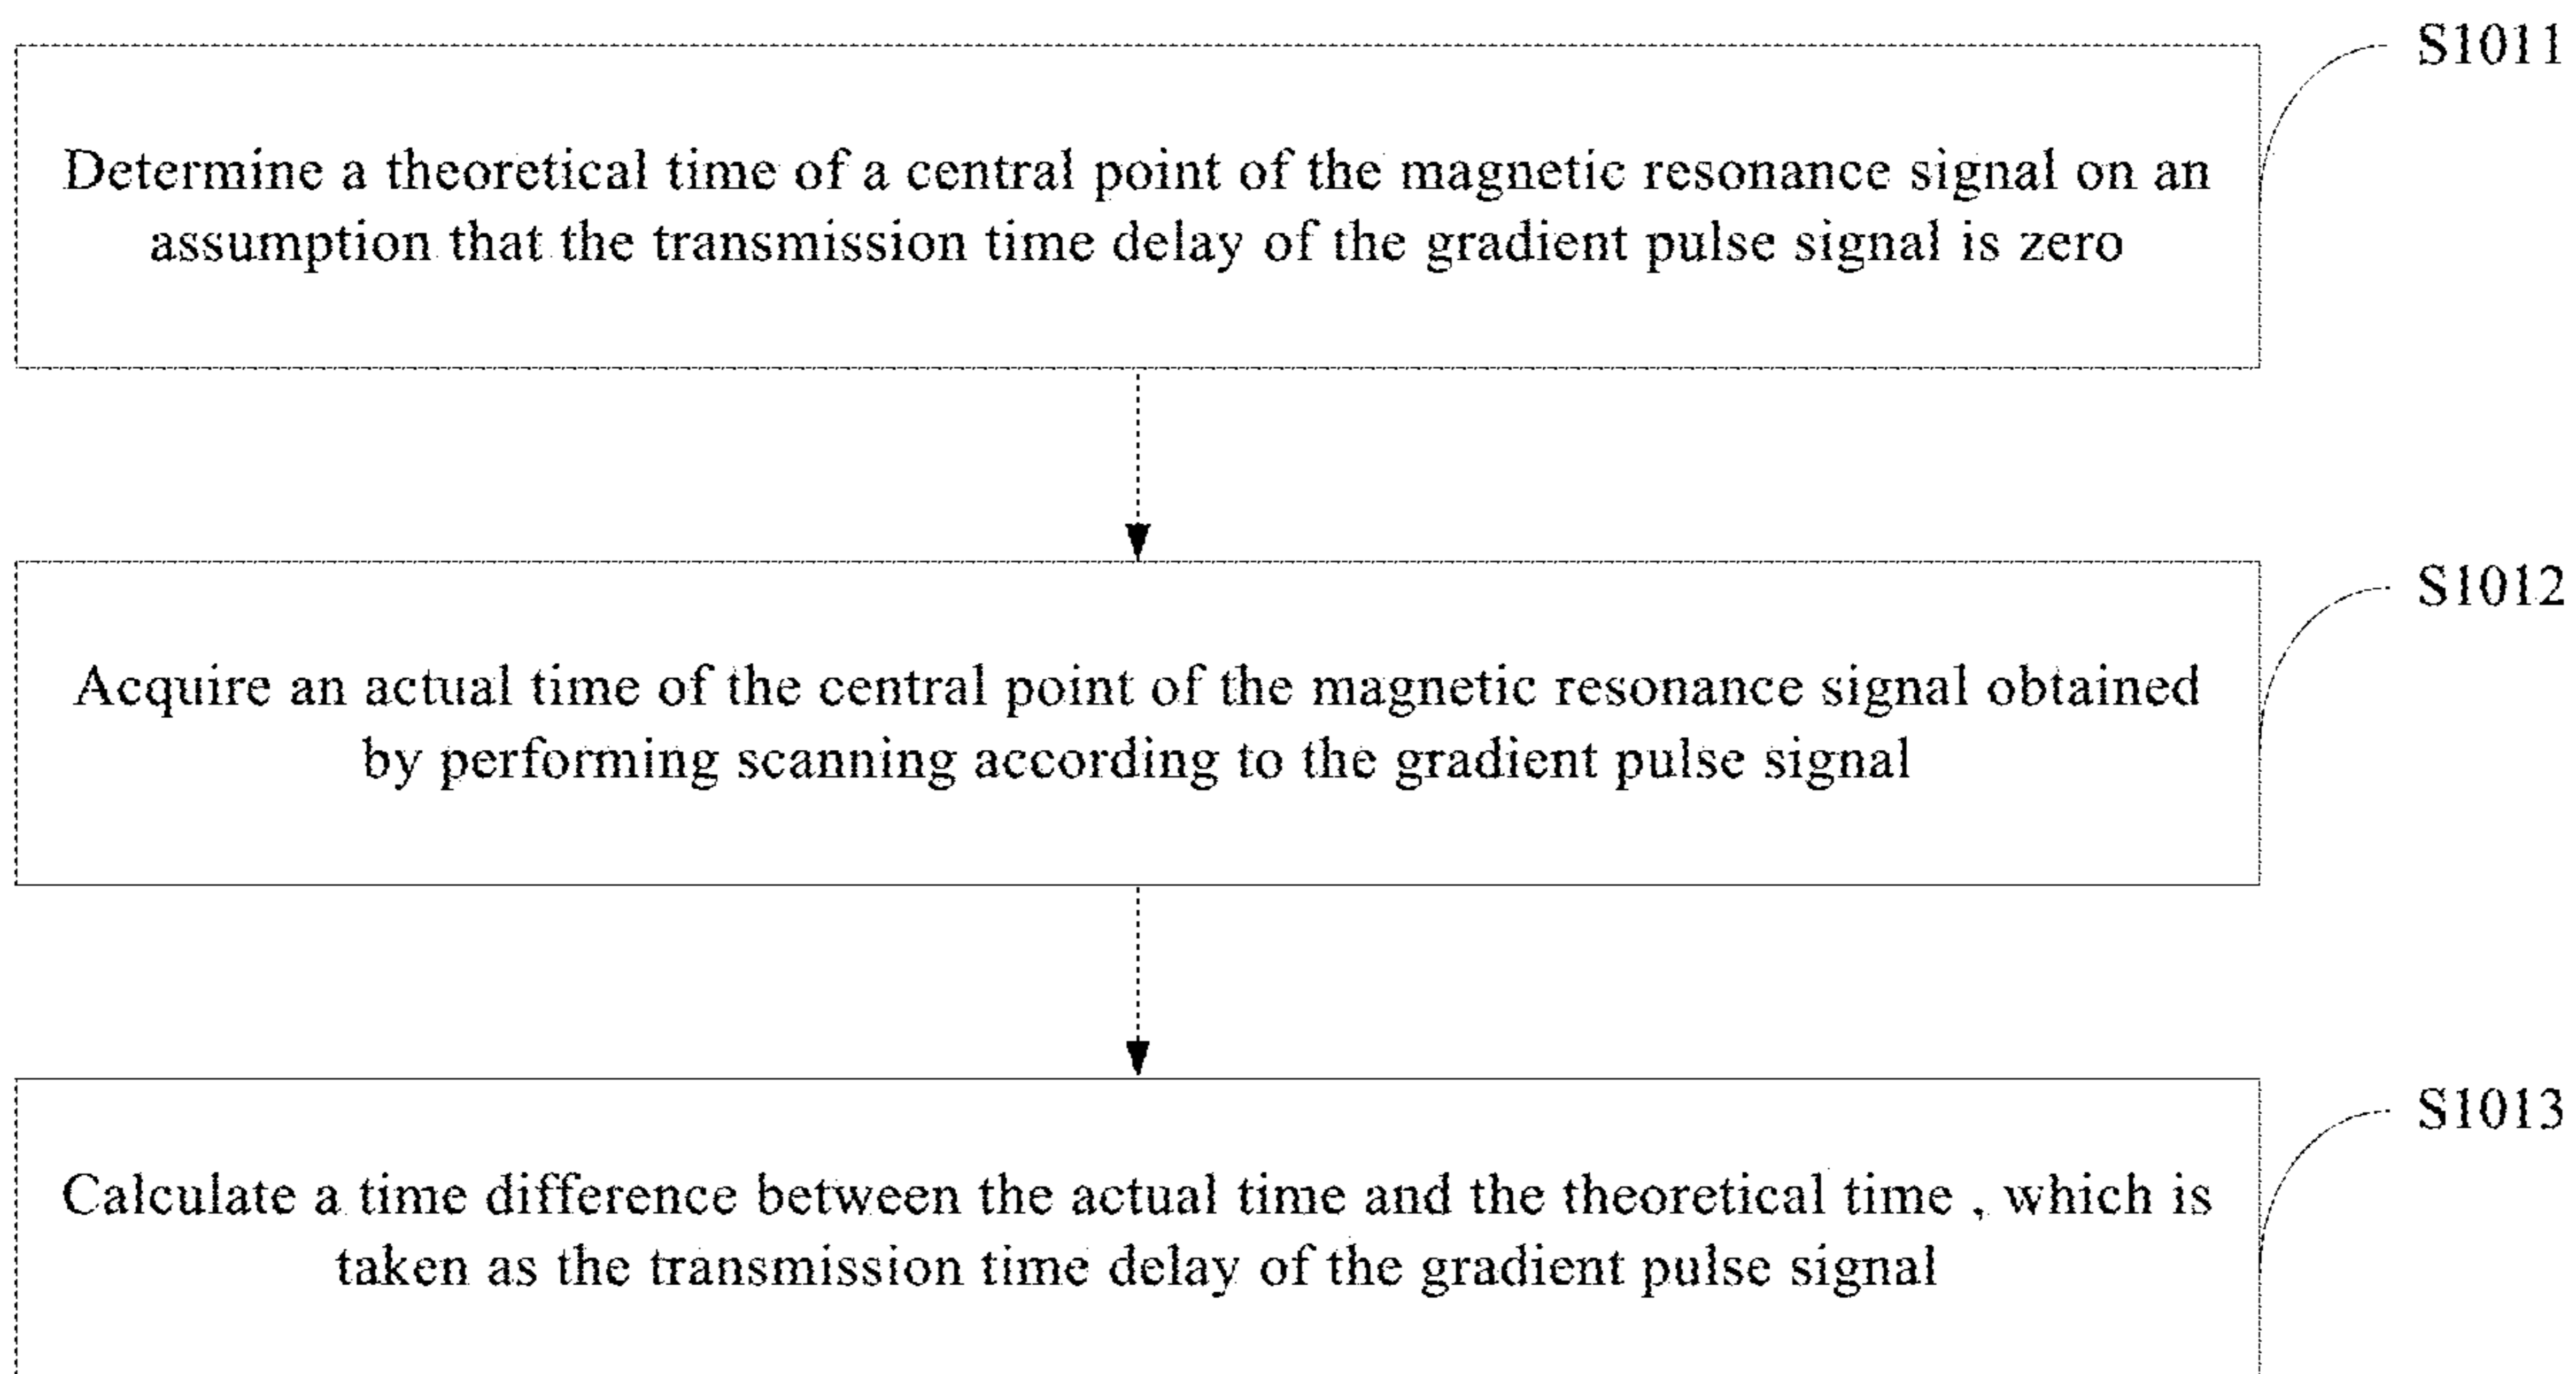 S1011
Determine a theoretical time of a central point of the magnetic resonance signal on an
assumption that the transmission time delay of the gradient pulse signal is zero
S1012
Acquire an actual time of the central point of the magnetic resonance signal obtained
by performing scanning according to the gradient pulse signal
S1013
Calculate a time difference between the actual time and the theoretical time , which is
taken as the transmission time delay of the gradient pulse signal